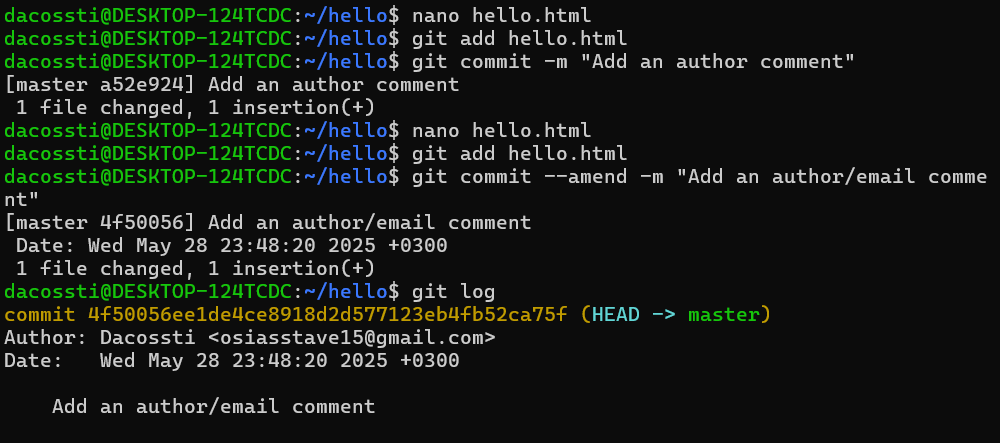 dacossti@DESKTOP-124TCDC:~/hello$ nano hello.html
dacossti@DESKTOP-124TCDC:~/hello$ git add hello.html
dacossti@DESKTOP-124TCDC:~/hello$ git commit -m "Add an author comment"
[master a52e924] Add an author comment
 1 file changed, 1 insertion(+)
dacossti@DESKTOP-124TCDC:~/hello$ nano hello.html
dacossti@DESKTOP-124TCDC:~/hello$ git add hello.html
dacossti@DESKTOP-124TCDC:~/hello$ git commit --amend -m "Add an author/email comme
nt"
[master 4f50056] Add an author/email comment
 Date: Wed May 28 23:48:20 2025 +0300
 1 file changed, 1 insertion(+)
dacossti@DESKTOP-124TCDC:~/hello$ git log
commit 4f50056ee1de4ce8918d2d577123eb4fb52ca75f (HEAD -> master)
Author: Dacossti <osiasstave15@gmail.com>
Date:   Wed May 28 23:48:20 2025 +0300

    Add an author/email comment